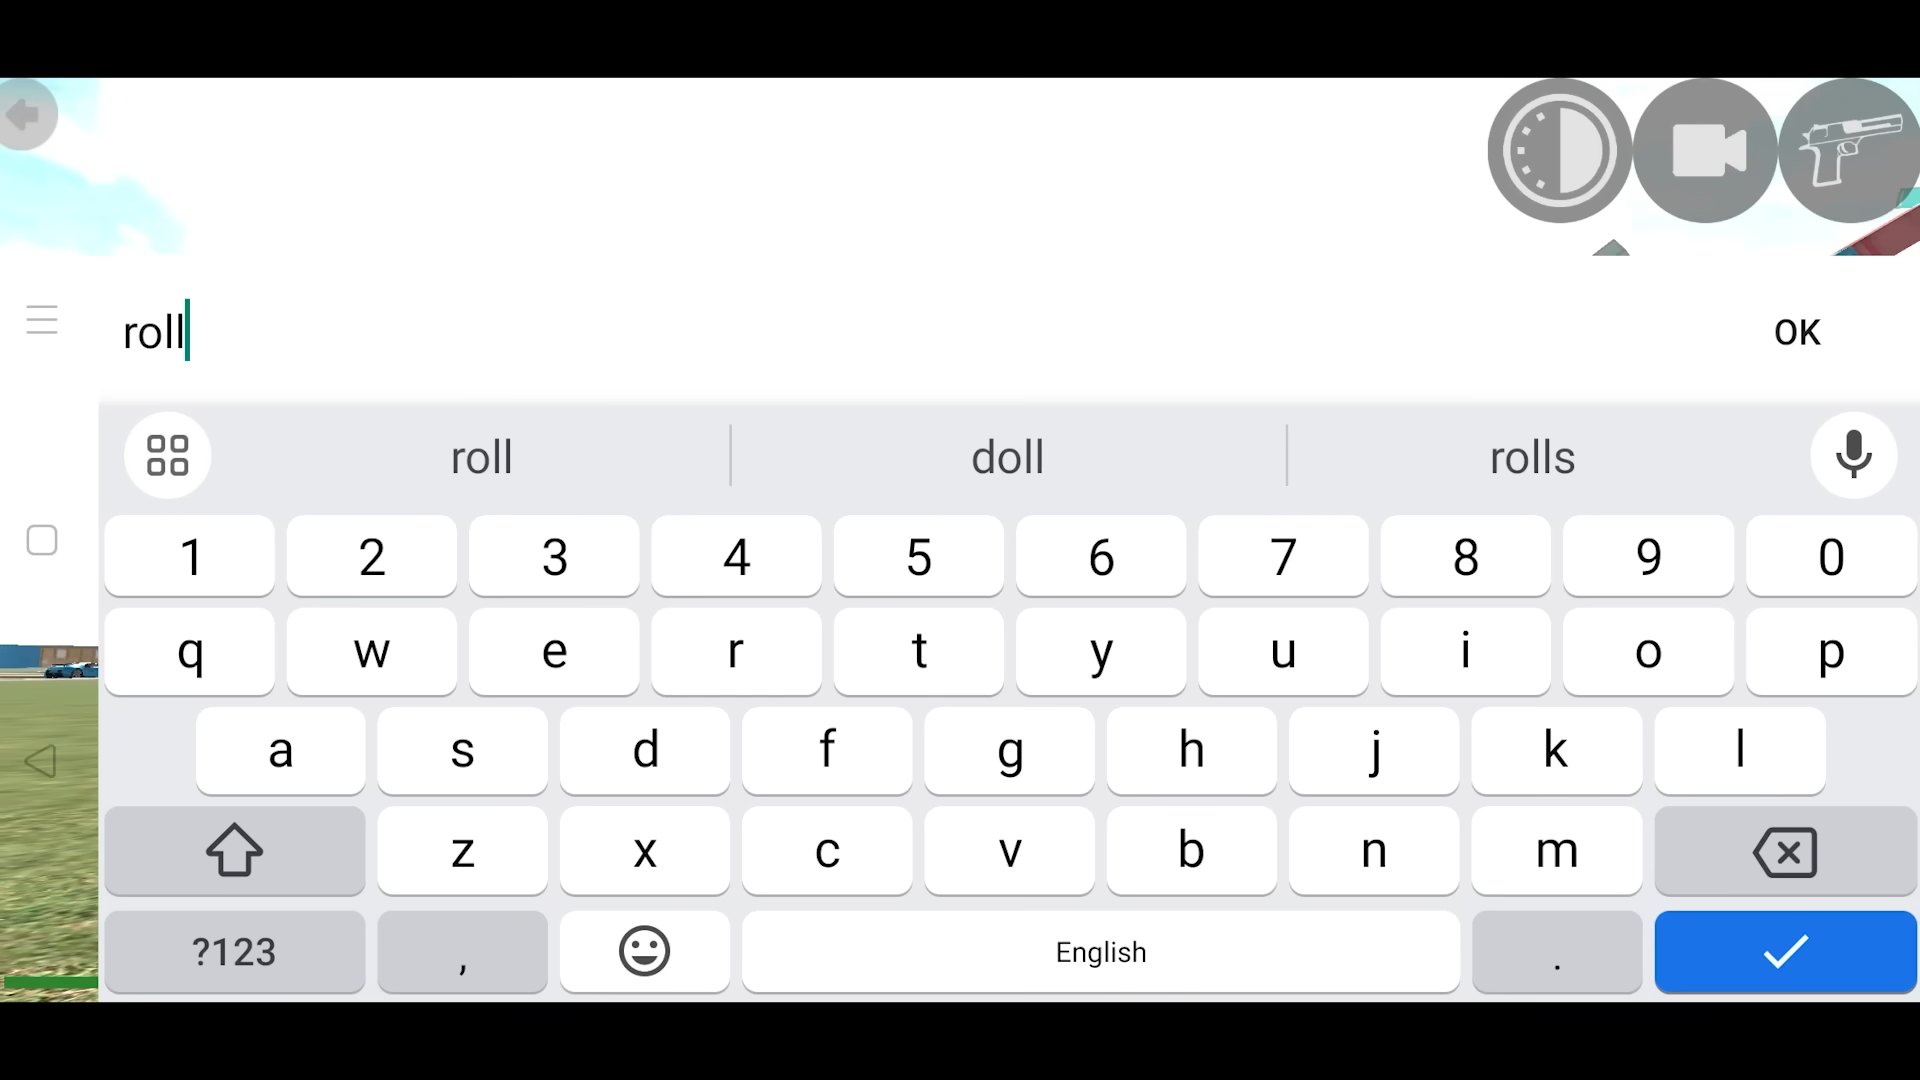 roll
OK
roll doll rolls
1 2 3 4 5 6 7 8 9 0
q w e r t y u i o p
a s d f g h j k l
z x c v b n m
?123 , English .